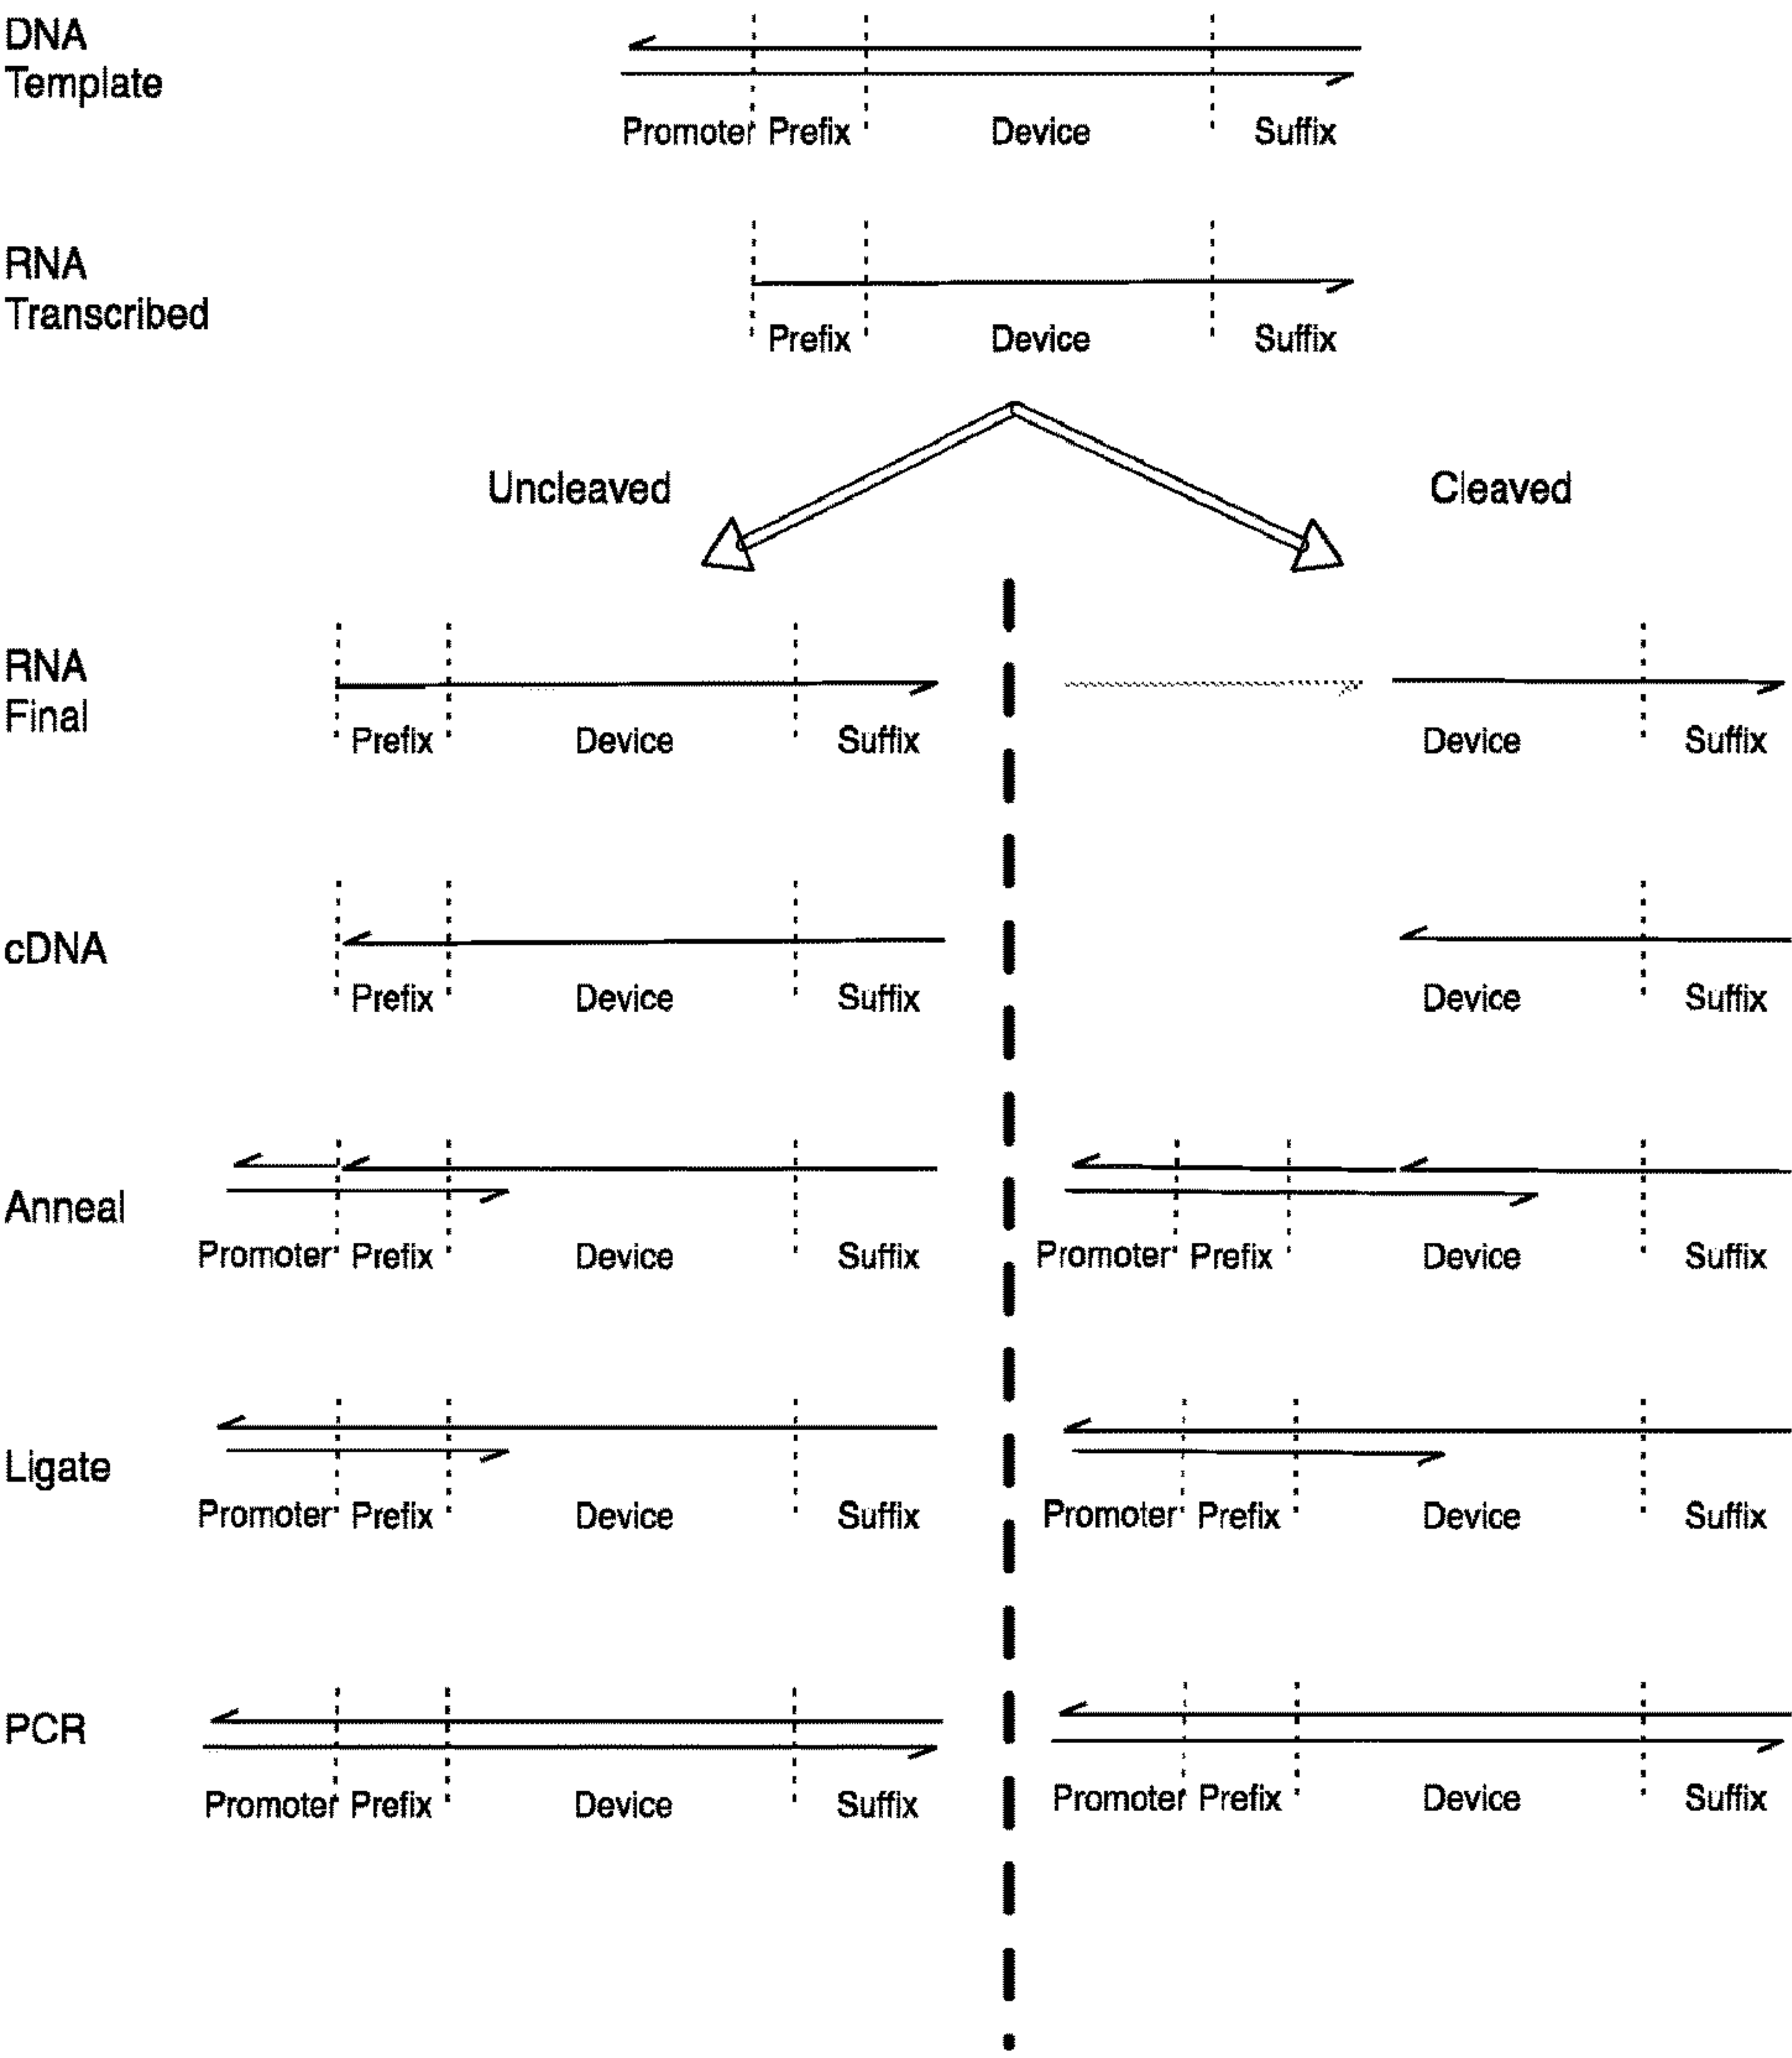 DNA
Template
Promoter Prefix Device Suffix
RNA
Transcribed
Prefix Device Suffix
Uncleaved Cleaved
RNA
Final
Prefix Device Suffix Device Suffix
cDNA
Prefix Device Suffix Device Suffix
Anneal
Promoter Prefix Device Suffix Promoter Prefix Device Suffix
Ligate
Promoter Prefix Device Suffix Promoter Prefix Device Suffix
PCR
Promoter Prefix Device Suffix Promoter Prefix Device Suffix